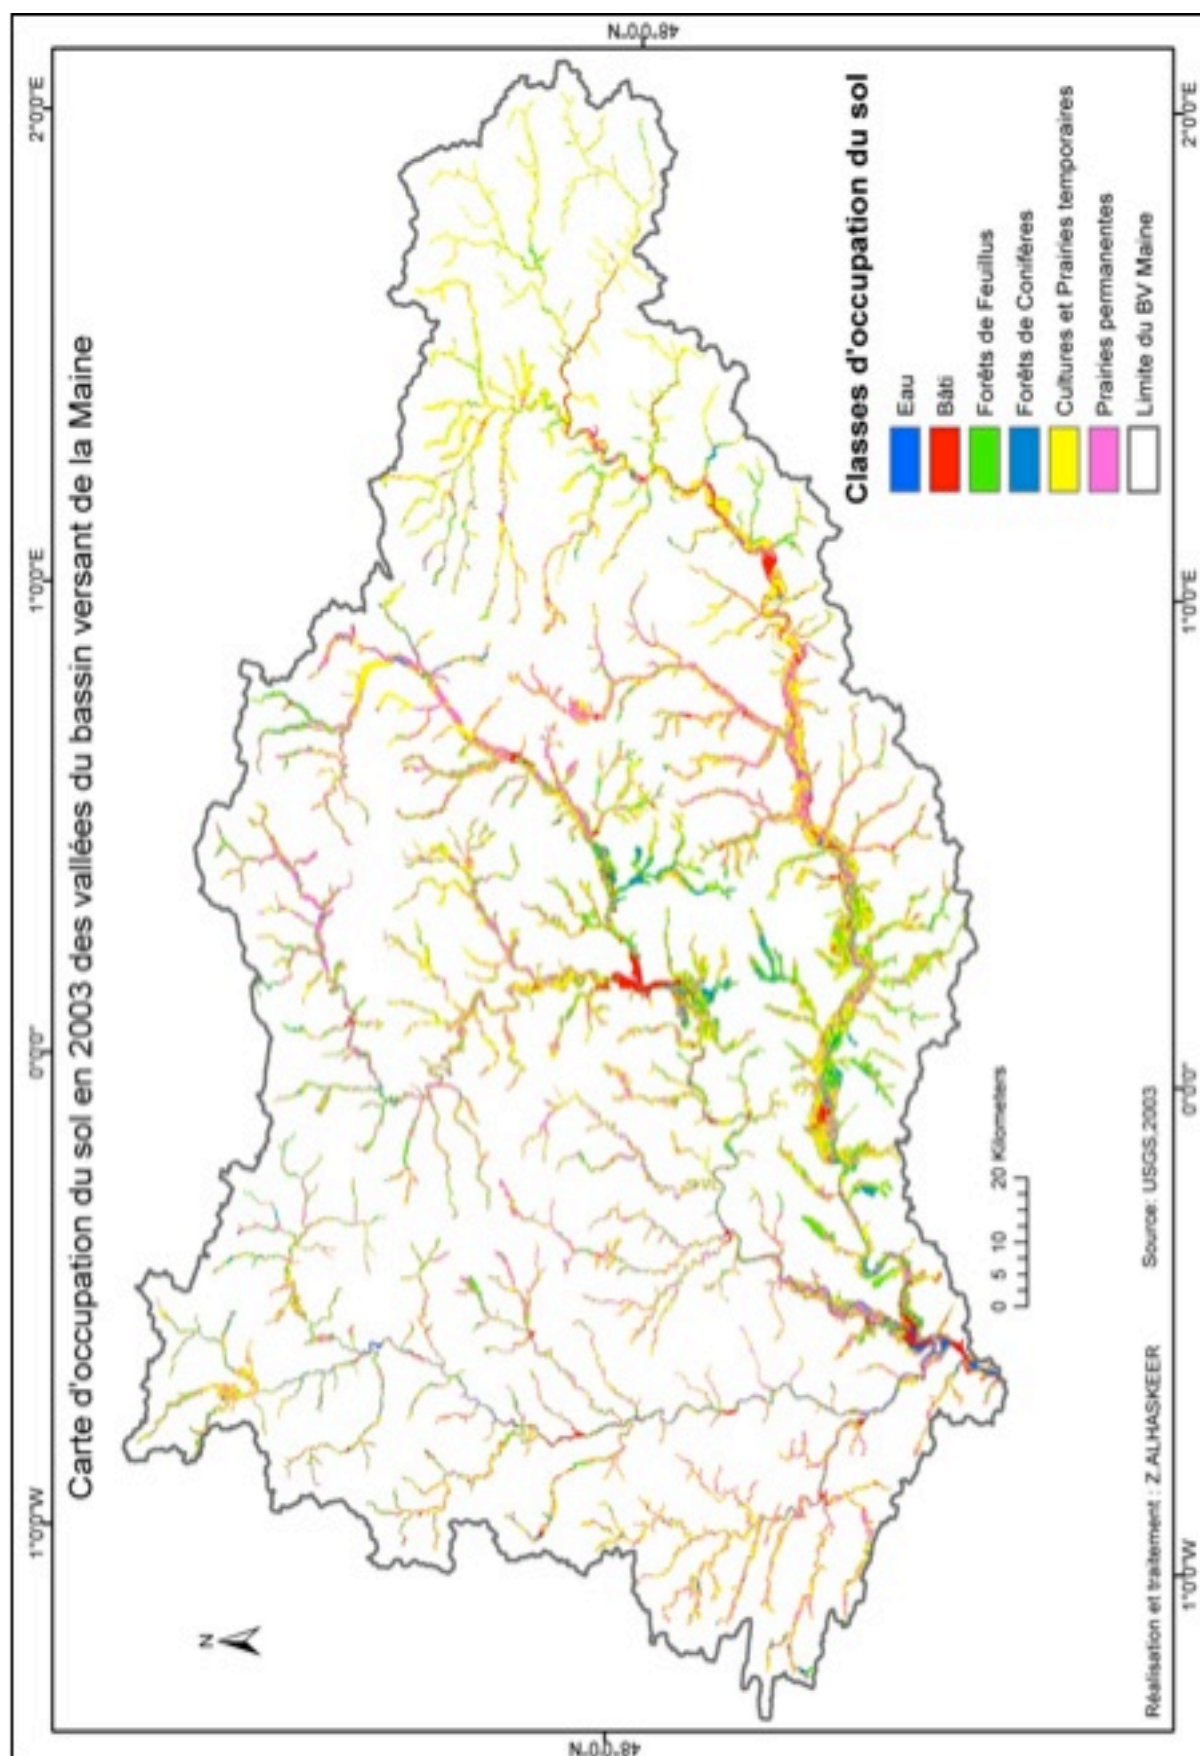 Carte d'occupation du sol en 2003 des vallées du bassin versant de la Maine
1°0'0"W
0°0'0"
1°0'0"E
2°0'0"E
48°0'0"N
48°0'0"N
N
Classes d'occupation du sol
Eau
Bâti
Forêts de Feuillus
Forêts de Conifères
Cultures et Prairies temporaires
Prairies permanentes
Limite du BV Maine
0 5 10 20 Kilometers
Réalisation et traitement : Z.ALHASKEER
Source: USGS.2003
1°0'0"W
0°0'0"
1°0'0"E
2°0'0"E